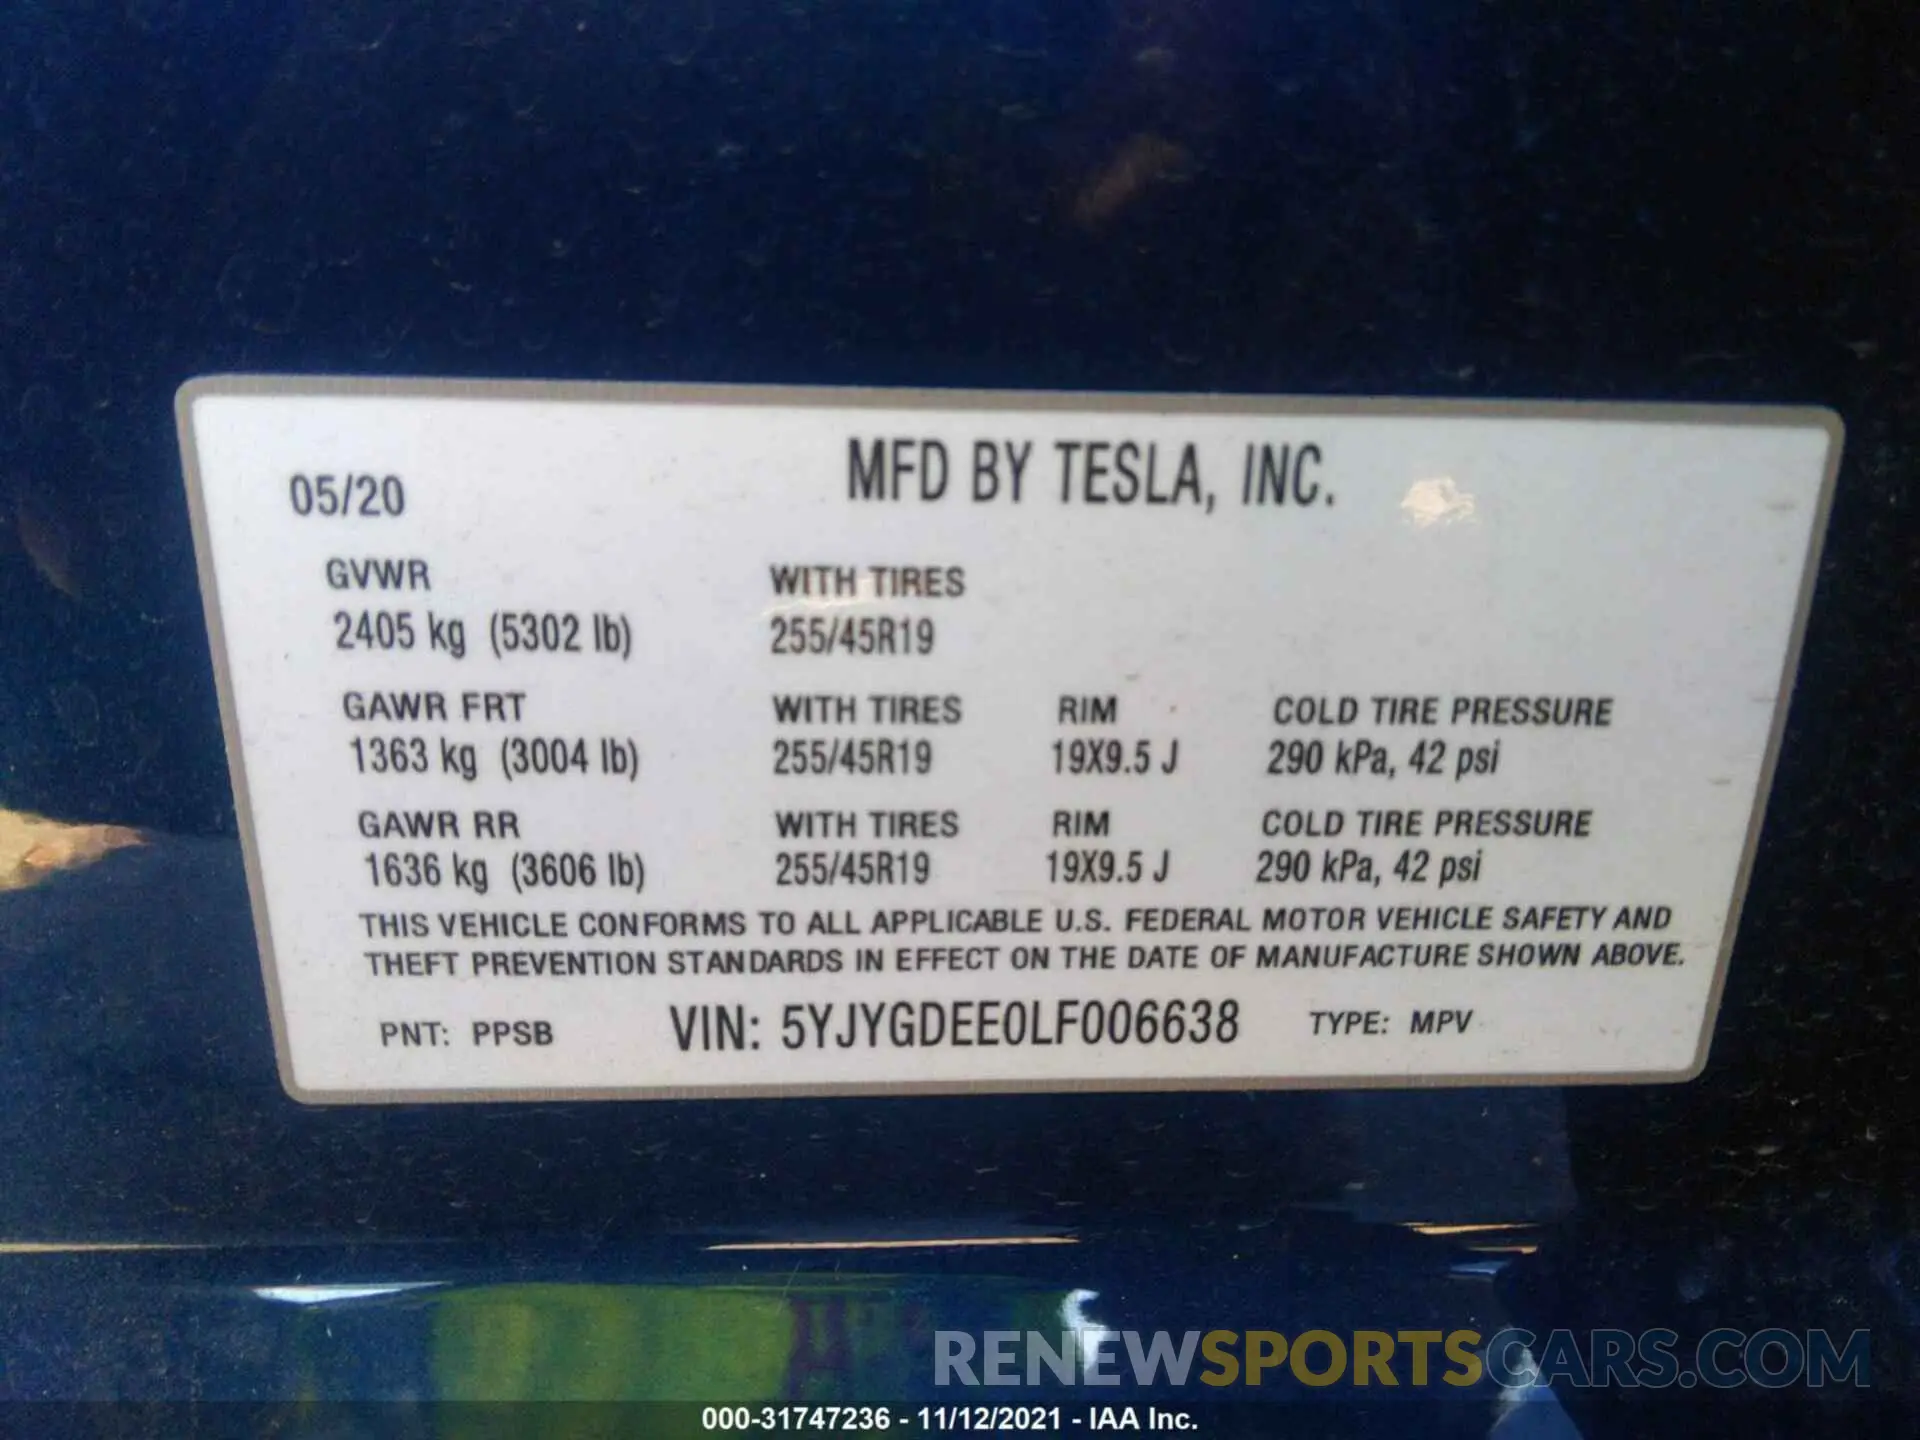 MFD BY TESLA, INC.
05/20
GVWR WITH TIRES
2405 kg (5302 lb) 255/45R19
GAWR FRT WITH TIRES RIM COLD TIRE PRESSURE
1363 kg (3004 lb) 255/45R19 19X9.5 J 290 kPa, 42 psi
GAWR RR WITH TIRES RIM COLD TIRE PRESSURE
1636 kg (3606 lb) 255/45R19 19X9.5 J 290 kPa, 42 psi
THIS VEHICLE CONFORMS TO ALL APPLICABLE U.S. FEDERAL MOTOR VEHICLE SAFETY AND
THEFT PREVENTION STANDARDS IN EFFECT ON THE DATE OF MANUFACTURE SHOWN ABOVE.
PNT: PPSB VIN: 5YJYGDEE0LF006638 TYPE: MPV
RENEWSPORTSCARS.COM
000-31747236 - 11/12/2021 - IAA Inc.